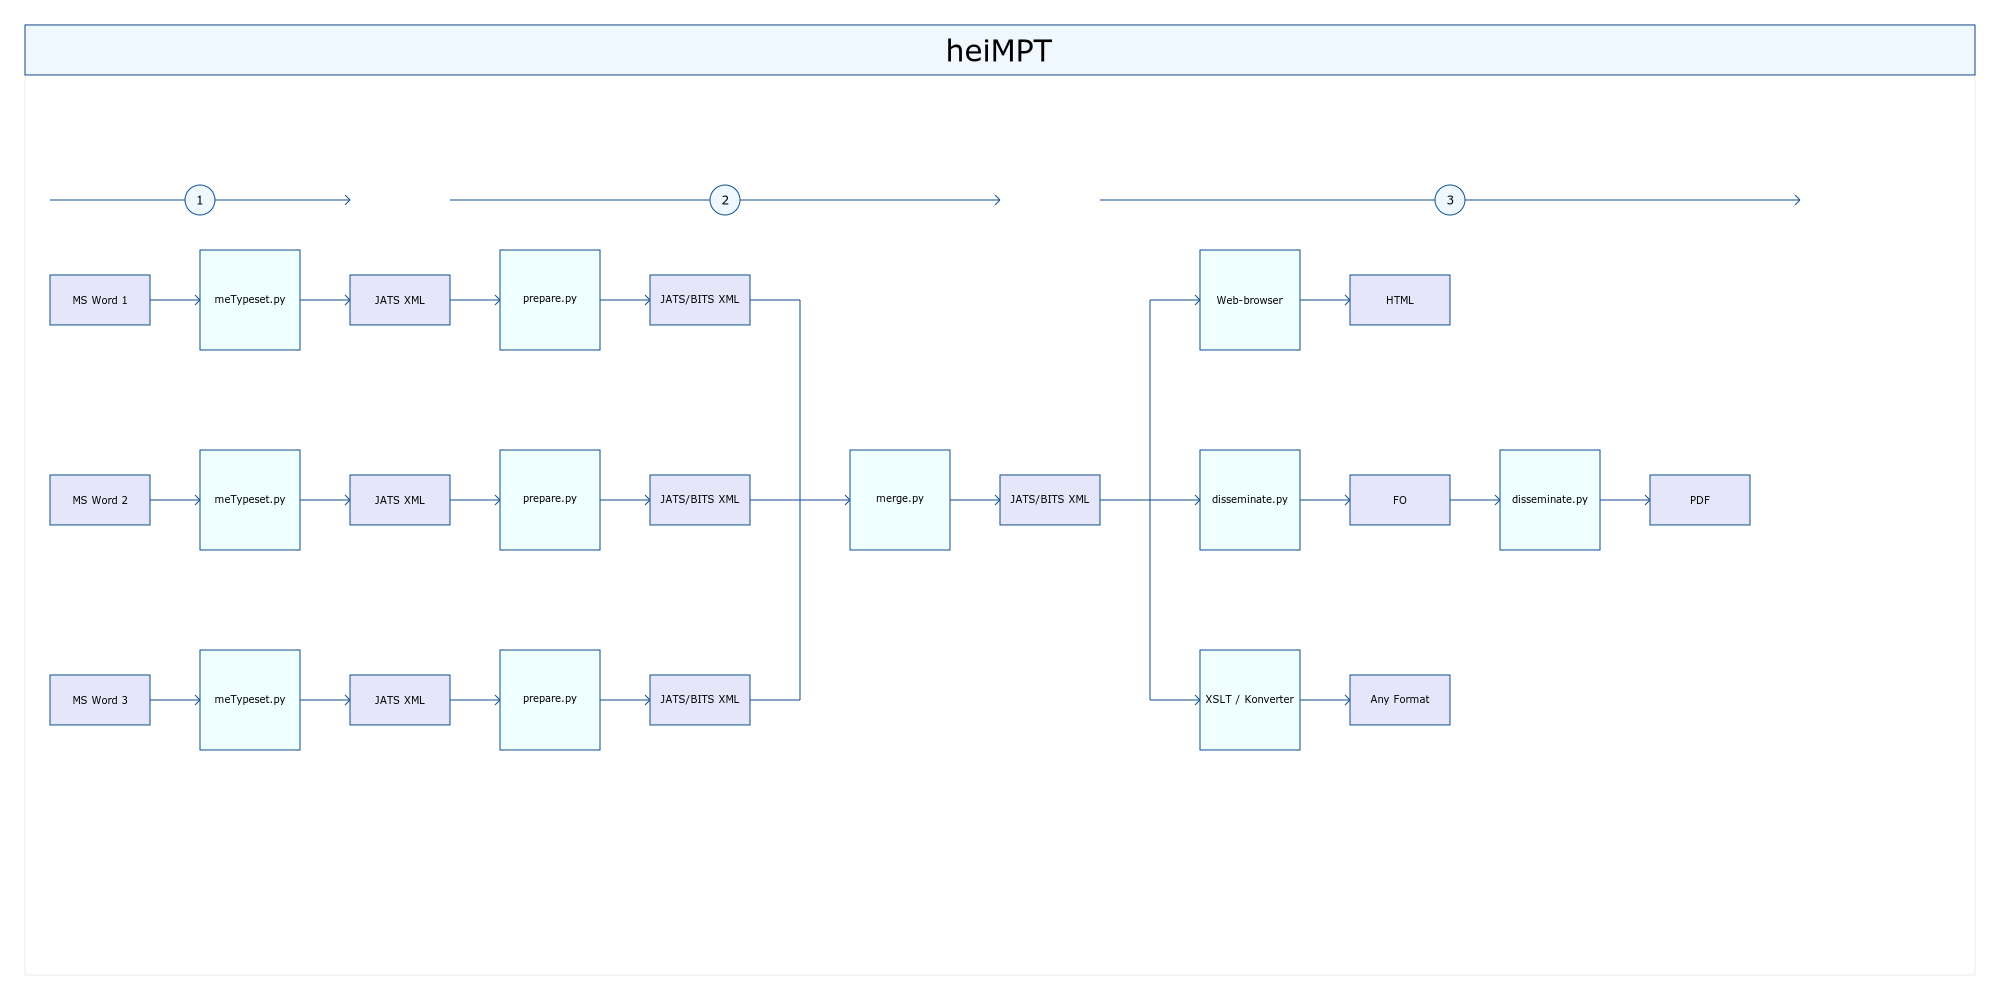 heiMPT
1
2
3
MS Word 1
meTypeset.py
JATS XML
prepare.py
JATS/BITS XML
Web-browser
HTML
MS Word 2
meTypeset.py
JATS XML
prepare.py
JATS/BITS XML
merge.py
JATS/BITS XML
disseminate.py
FO
disseminate.py
PDF
MS Word 3
meTypeset.py
JATS XML
prepare.py
JATS/BITS XML
XSLT / Konverter
Any Format